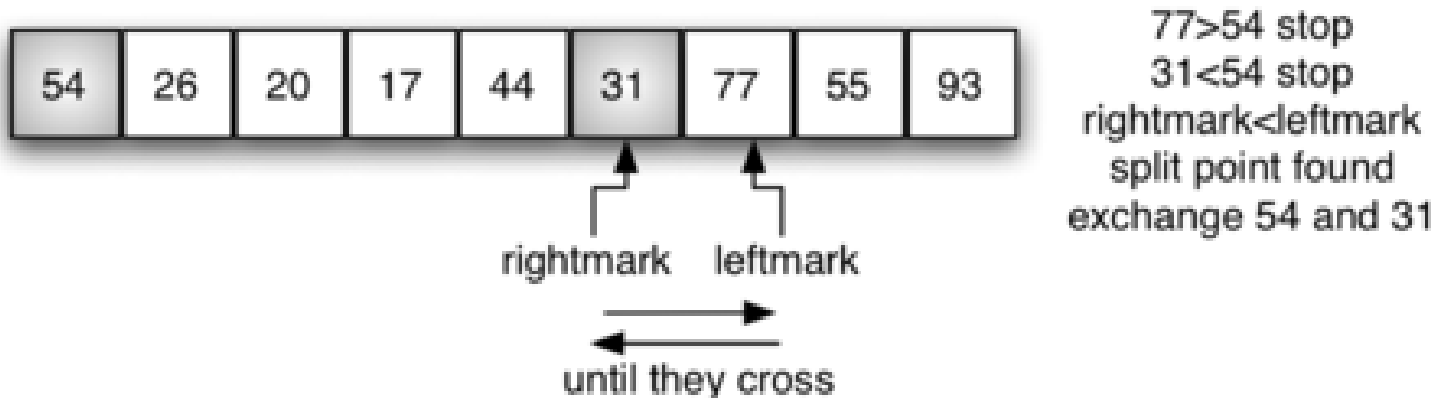 54 26 20 17 44 31 77 55 93
77>54 stop
31<54 stop
rightmark<leftmark
split point found
exchange 54 and 31
rightmark leftmark
until they cross